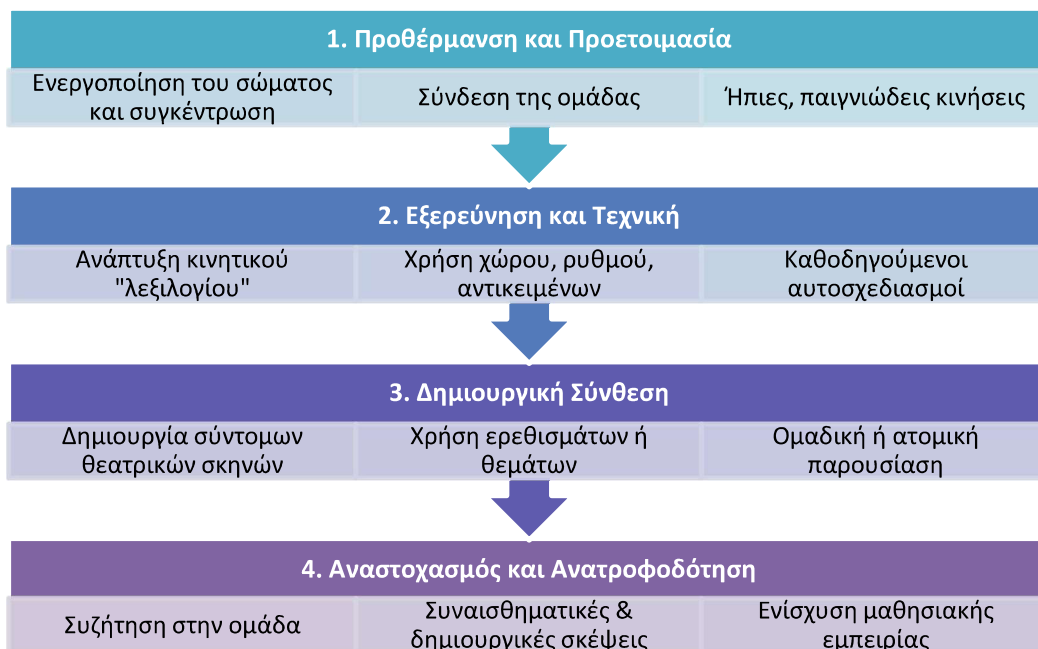 1. Προθέρμανση και Προετοιμασία
Ενεργοποίηση του σώματος
και συγκέντρωση
Σύνδεση της ομάδας
Ήπιες, παιγνιώδεις κινήσεις
2. Εξερεύνηση και Τεχνική
Ανάπτυξη κινητικού
"λεξιλογίου"
Χρήση χώρου, ρυθμού,
αντικειμένων
Καθοδηγούμενοι
αυτοσχεδιασμοί
3. Δημιουργική Σύνθεση
Δημιουργία σύντομων
θεατρικών σκηνών
Χρήση ερεθισμάτων ή
θεμάτων
Ομαδική ή ατομική
παρουσίαση
4. Αναστοχασμός και Ανατροφοδότηση
Συζήτηση στην ομάδα
Συναισθηματικές &
δημιουργικές σκέψεις
Ενίσχυση μαθησιακής
εμπειρίας